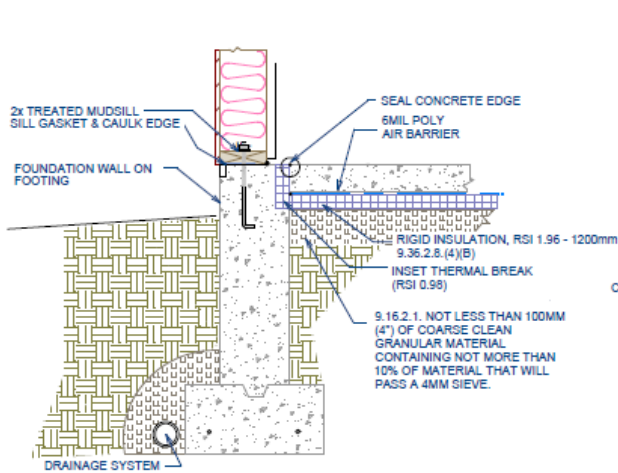 2x TREATED MUDSILL
SILL GASKET & CAULK EDGE
FOUNDATION WALL ON
FOOTING
SEAL CONCRETE EDGE
6MIL POLY
AIR BARRIER
RIGID INSULATION, RSI 1.96 - 1200mm
9.36.2.8.(4)(B)
INSET THERMAL BREAK
(RSI 0.98)
9.16.2.1. NOT LESS THAN 100MM
(4") OF COARSE CLEAN
GRANULAR MATERIAL
CONTAINING NOT MORE THAN
10% OF MATERIAL THAT WILL
PASS A 4MM SIEVE.
DRAINAGE SYSTEM